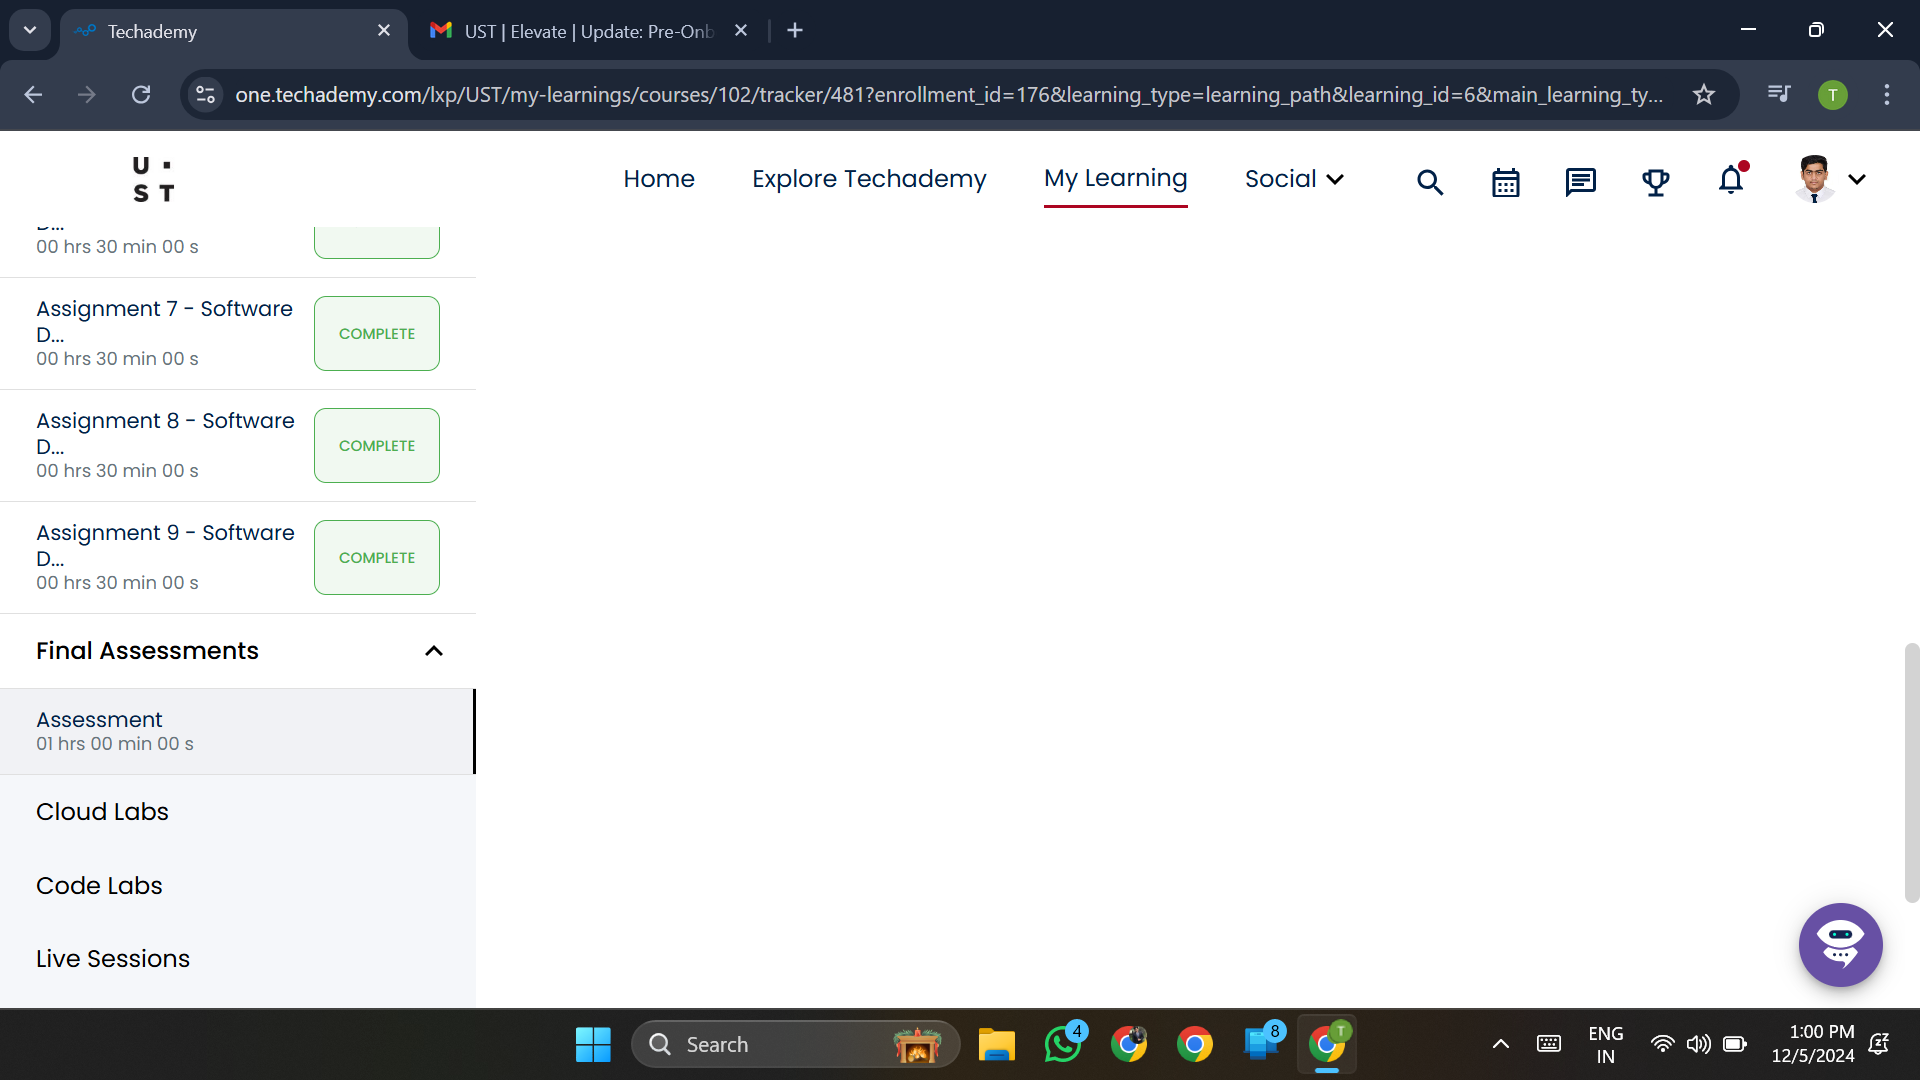 Techademy
UST | Elevate | Update: Pre-Onb
one.techademy.com/lxp/UST/my-learnings/courses/102/tracker/481?enrollment_id=176&learning_type=learning_path&learning_id=6&main_learning_ty...
T
U
ST
Home
Explore Techademy
My Learning
Social
D...
00 hrs 30 min 00 s
Assignment 7 - Software
D...
00 hrs 30 min 00 s
COMPLETE
Assignment 8 - Software
D...
00 hrs 30 min 00 s
COMPLETE
Assignment 9 - Software
D...
00 hrs 30 min 00 s
COMPLETE
Final Assessments
Assessment
01 hrs 00 min 00 s
Cloud Labs
Code Labs
Live Sessions
Search
4
8
T
ENG
IN
1:00 PM
12/5/2024